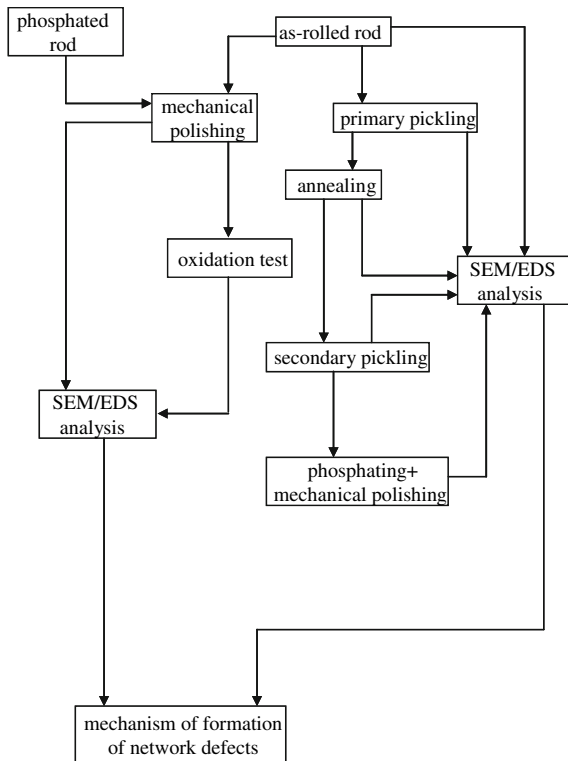 phosphated
rod
as-rolled rod
mechanical
polishing
primary pickling
annealing
oxidation test
SEM/EDS
analysis
secondary pickling
SEM/EDS
analysis
phosphating+
mechanical polishing
mechanism of formation
of network defects